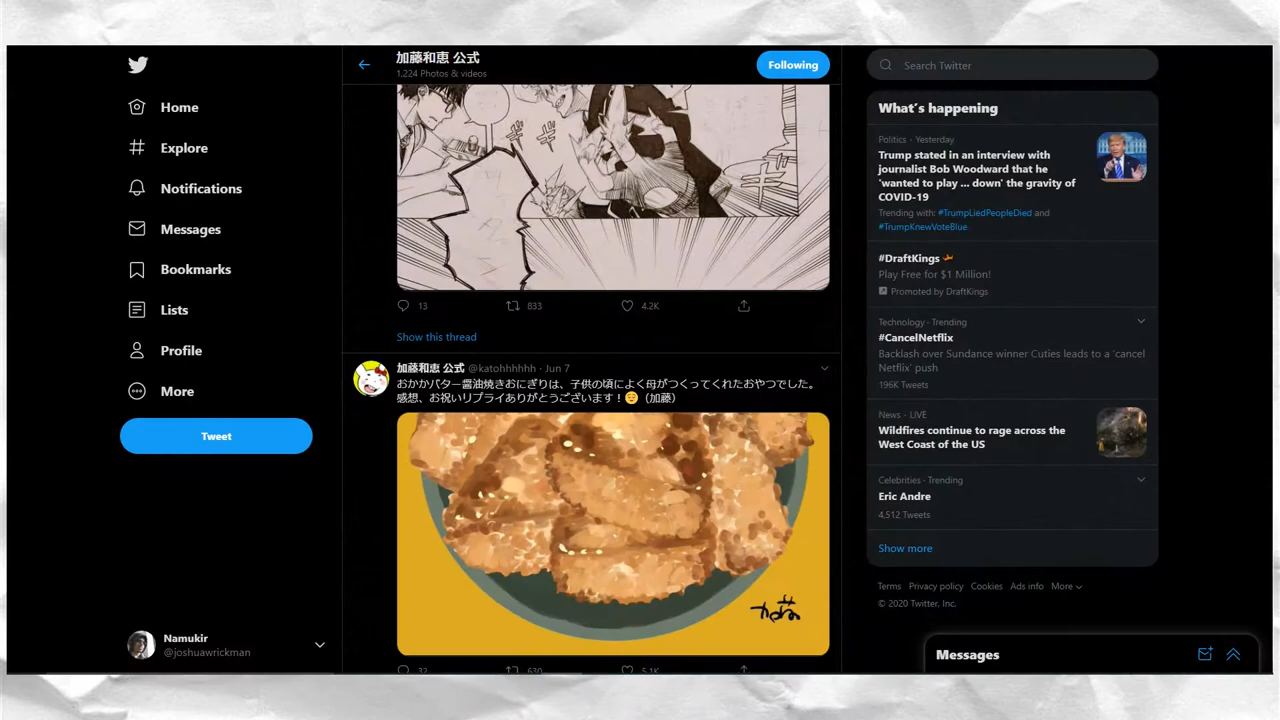 Home
Explore
Notifications
Messages
Bookmarks
Lists
Profile
More
Tweet
Namukir
@joshuawrickman
加藤和恵 公式
1,224 Photos & videos
Following
13
833
4.2K
Show this thread
加藤和恵 公式 @katohhhhhh · Jun 7
おかかバター醤油焼きおにぎりは、子供の頃によく母がつくってくれたおやつでした。
感想、お祝いリプライありがとうございます！😌（加藤）
32
630
5.1K
Search Twitter
What's happening
Politics · Yesterday
Trump stated in an interview with
journalist Bob Woodward that he
'wanted to play ... down' the gravity of
COVID-19
Trending with: #TrumpLiedPeopleDied and
#TrumpKnewVoteBlue
#DraftKings
Play Free for $1 Million!
Promoted by DraftKings
Technology · Trending
#CancelNetflix
Backlash over Sundance winner Cuties leads to a 'cancel
Netflix' push
196K Tweets
News · LIVE
Wildfires continue to rage across the
West Coast of the US
Celebrities · Trending
Eric Andre
4,512 Tweets
Show more
Terms Privacy policy Cookies Ads info More
© 2020 Twitter, Inc.
Messages